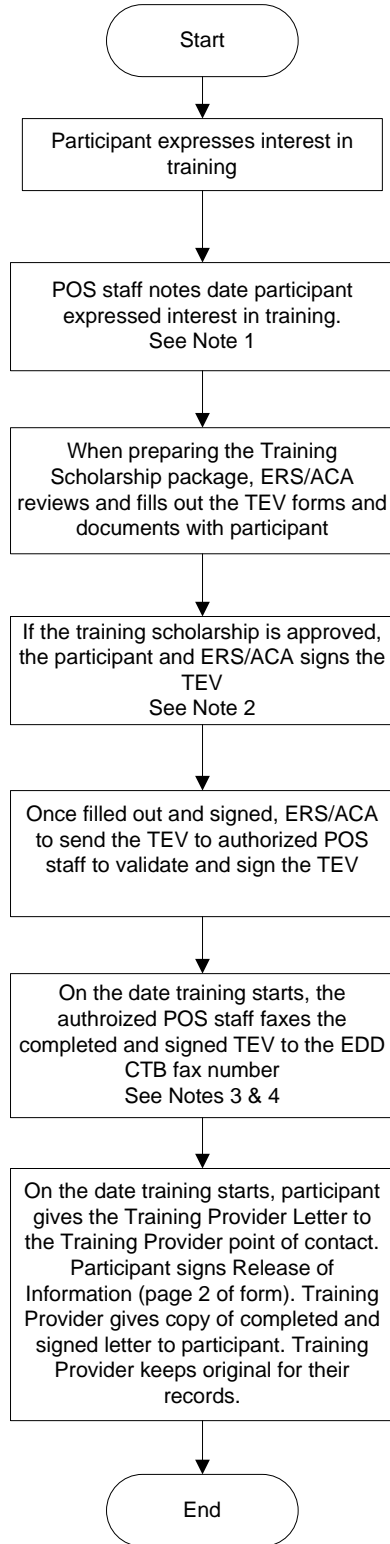 Start
Participant expresses interest in
training
POS staff notes date participant
expressed interest in training.
See Note 1
When preparing the Training
Scholarship package, ERS/ACA
reviews and fills out the TEV forms and
documents with participant
If the training scholarship is approved,
the participant and ERS/ACA signs the
TEV
See Note 2
Once filled out and signed, ERS/ACA
to send the TEV to authorized POS
staff to validate and sign the TEV
On the date training starts, the
authroized POS staff faxes the
completed and signed TEV to the EDD
CTB fax number
See Notes 3 & 4
On the date training starts, participant
gives the Training Provider Letter to
the Training Provider point of contact.
Participant signs Release of
Information (page 2 of form). Training
Provider gives copy of completed and
signed letter to participant. Training
Provider keeps original for their
records.
End